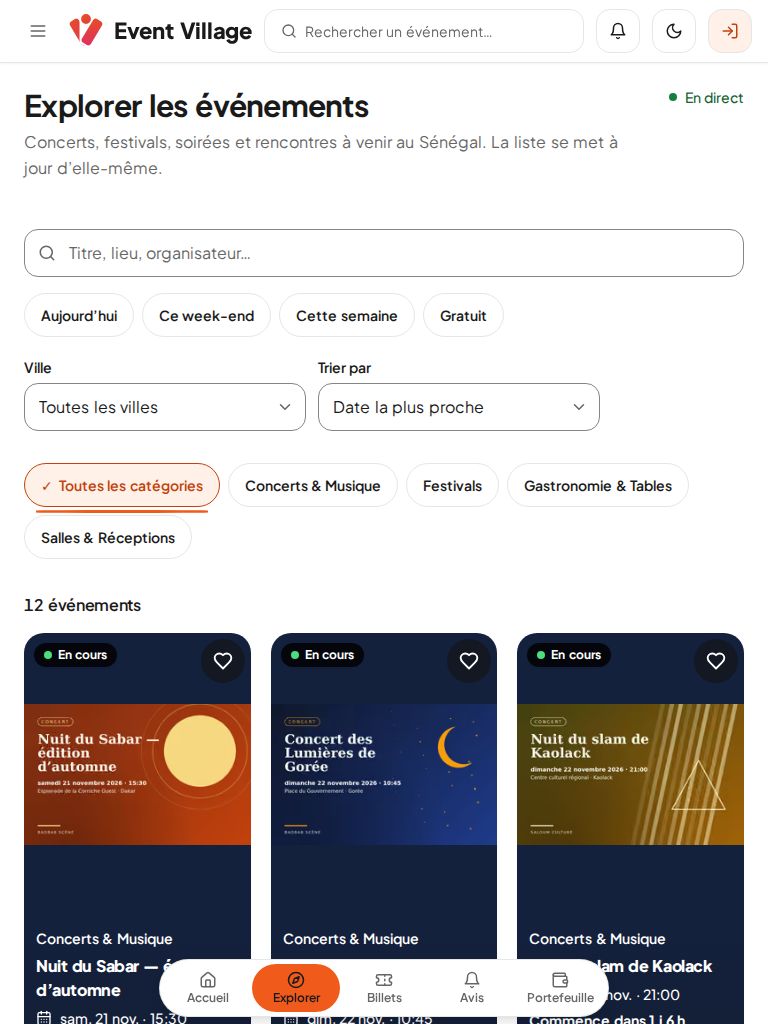 Event Village
Rechercher un événement…
Explorer les événements
En direct
Concerts, festivals, soirées et rencontres à venir au Sénégal. La liste se met à
jour d’elle-même.
Titre, lieu, organisateur…
Aujourd’hui
Ce week-end
Cette semaine
Gratuit
Ville
Trier par
Toutes les villes
Date la plus proche
✓ Toutes les catégories
Concerts & Musique
Festivals
Gastronomie & Tables
Salles & Réceptions
12 événements
En cours
CONCERT
Nuit du Sabar —
édition
d’automne
samedi 21 novembre 2026 · 15:30
Esplanade de la Corniche Ouest · Dakar
BAOBAB SCÈNE
Concerts & Musique
Nuit du Sabar —
d’automne
sam. 21 nov. · 15:30
En cours
CONCERT
Concert des
Lumières de
Gorée
dimanche 22 novembre 2026 · 10:45
Place du Gouvernement · Gorée
BAOBAB SCÈNE
Concerts & Musique
dim. 22 nov. · 10:45
En cours
CONCERT
Nuit du slam de
Kaolack
dimanche 22 novembre 2026 · 21:00
Centre culturel régional · Kaolack
SALOUM CULTURE
Concerts & Musique
slam de Kaolack
nov. · 21:00
Commence dans 1 j 6 h
Accueil
Explorer
Billets
Avis
Portefeuille